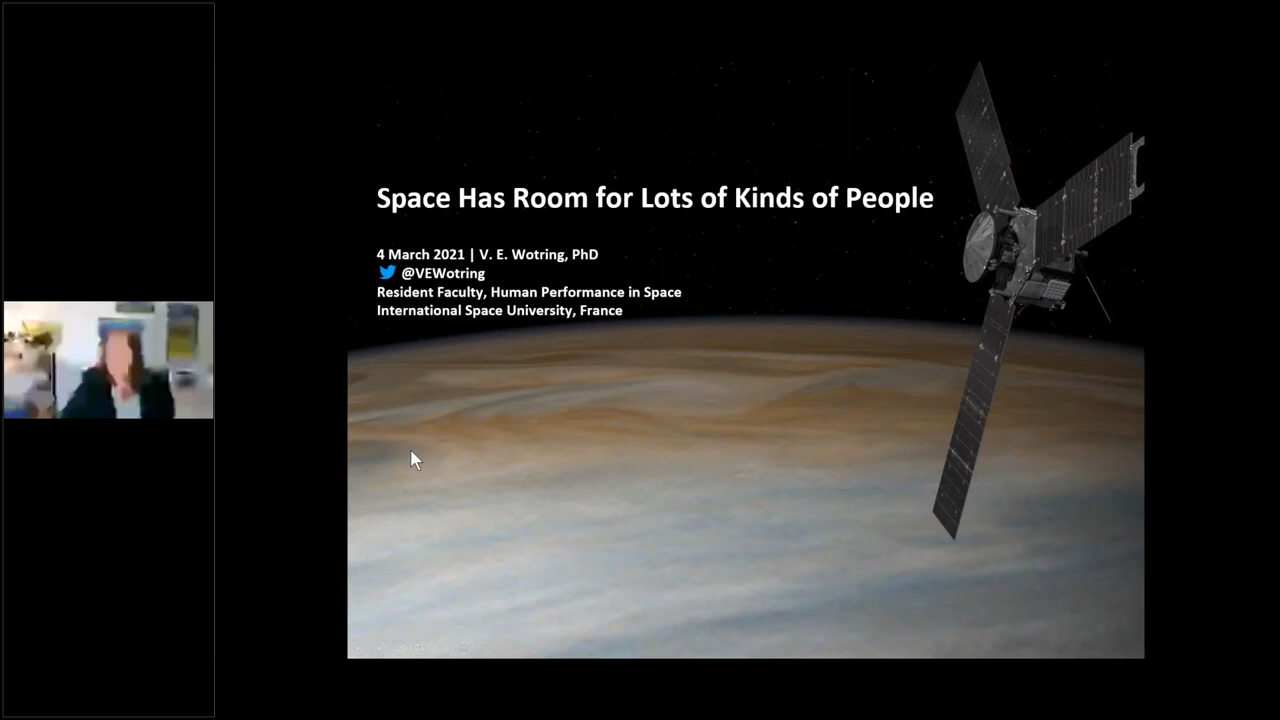 Space Has Room for Lots of Kinds of People
4 March 2021 | V. E. Wotring, PhD
@VEWotring
Resident Faculty, Human Performance in Space
International Space University, France